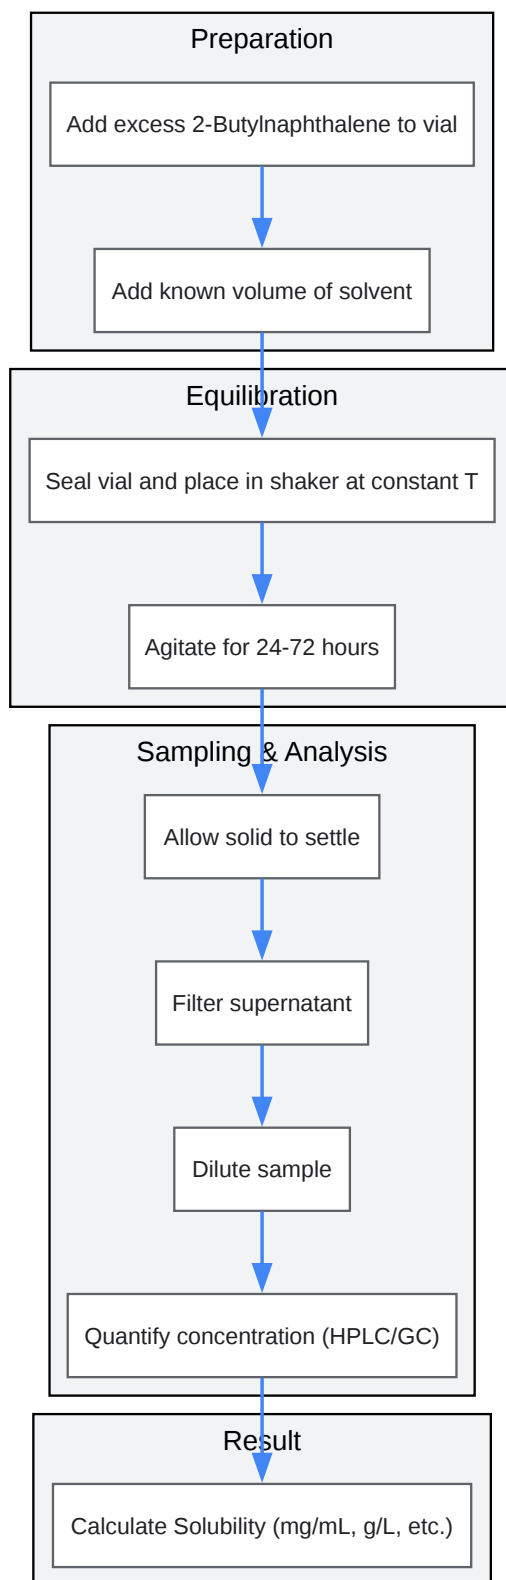 Preparation
Add excess 2-Butylnaphthalene to vial
Add known volume of solvent
Equilibration
Seal vial and place in shaker at constant T
Agitate for 24-72 hours
Sampling & Analysis
Allow solid to settle
Filter supernatant
Dilute sample
Quantify concentration (HPLC/GC)
Result
Calculate Solubility (mg/mL, g/L, etc.)